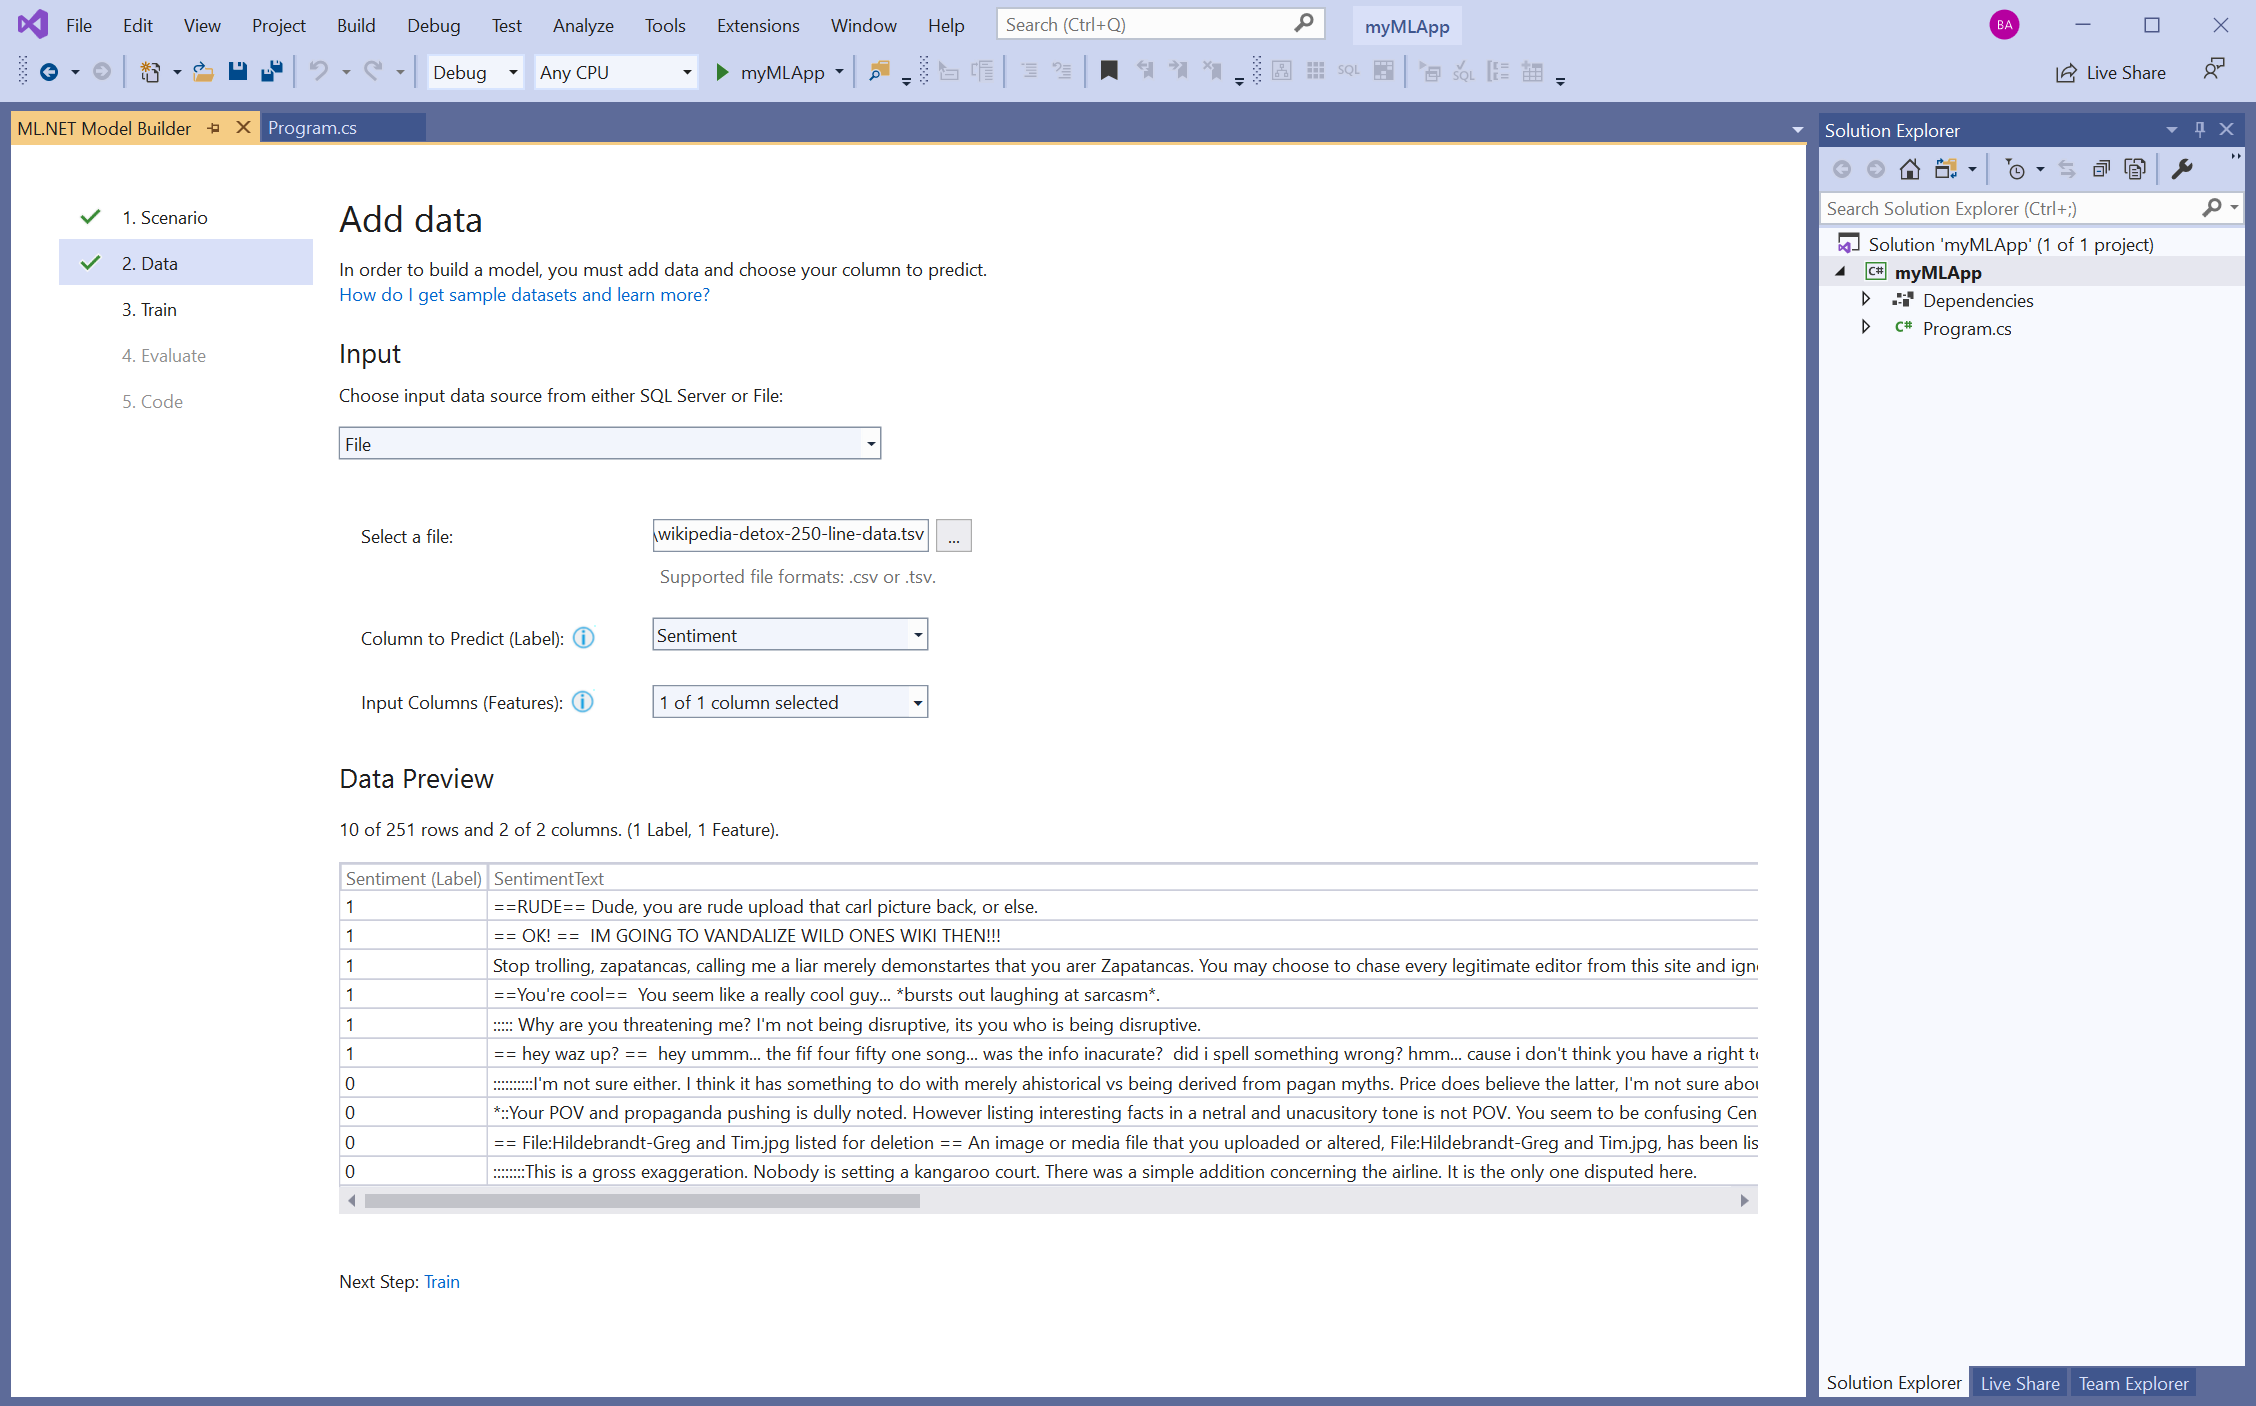 File Edit View Project Build Debug Test Analyze Tools Extensions Window Help Search (Ctrl+Q) myMLApp BA
Debug Any CPU myMLApp SQL SQL Live Share
ML.NET Model Builder Program.cs
1. Scenario
2. Data
3. Train
4. Evaluate
5. Code
Add data
In order to build a model, you must add data and choose your column to predict.
How do I get sample datasets and learn more?
Input
Choose input data source from either SQL Server or File:
File
Select a file: \wikipedia-detox-250-line-data.tsv ...
Supported file formats: .csv or .tsv.
Column to Predict (Label): Sentiment
Input Columns (Features): 1 of 1 column selected
Data Preview
10 of 251 rows and 2 of 2 columns. (1 Label, 1 Feature).
Sentiment (Label) SentimentText
1 ==RUDE== Dude, you are rude upload that carl picture back, or else.
1 == OK! ==  IM GOING TO VANDALIZE WILD ONES WIKI THEN!!!
1 Stop trolling, zapatancas, calling me a liar merely demonstartes that you arer Zapatancas. You may choose to chase every legitimate editor from this site and ign
1 ==You're cool==  You seem like a really cool guy... *bursts out laughing at sarcasm*.
1 ::::: Why are you threatening me? I'm not being disruptive, its you who is being disruptive.
1 == hey waz up? ==  hey ummm... the fif four fifty one song... was the info inacurate?  did i spell something wrong? hmm... cause i don't think you have a right t
0 ::::::::::I'm not sure either. I think it has something to do with merely ahistorical vs being derived from pagan myths. Price does believe the latter, I'm not sure abou
0 *::Your POV and propaganda pushing is dully noted. However listing interesting facts in a netral and unacusitory tone is not POV. You seem to be confusing Cen
0 == File:Hildebrandt-Greg and Tim.jpg listed for deletion == An image or media file that you uploaded or altered, File:Hildebrandt-Greg and Tim.jpg, has been lis
0 ::::::::This is a gross exaggeration. Nobody is setting a kangaroo court. There was a simple addition concerning the airline. It is the only one disputed here.
Next Step: Train
Solution Explorer
Search Solution Explorer (Ctrl+;)
Solution 'myMLApp' (1 of 1 project)
C# myMLApp
Dependencies
C# Program.cs
Solution Explorer Live Share Team Explorer